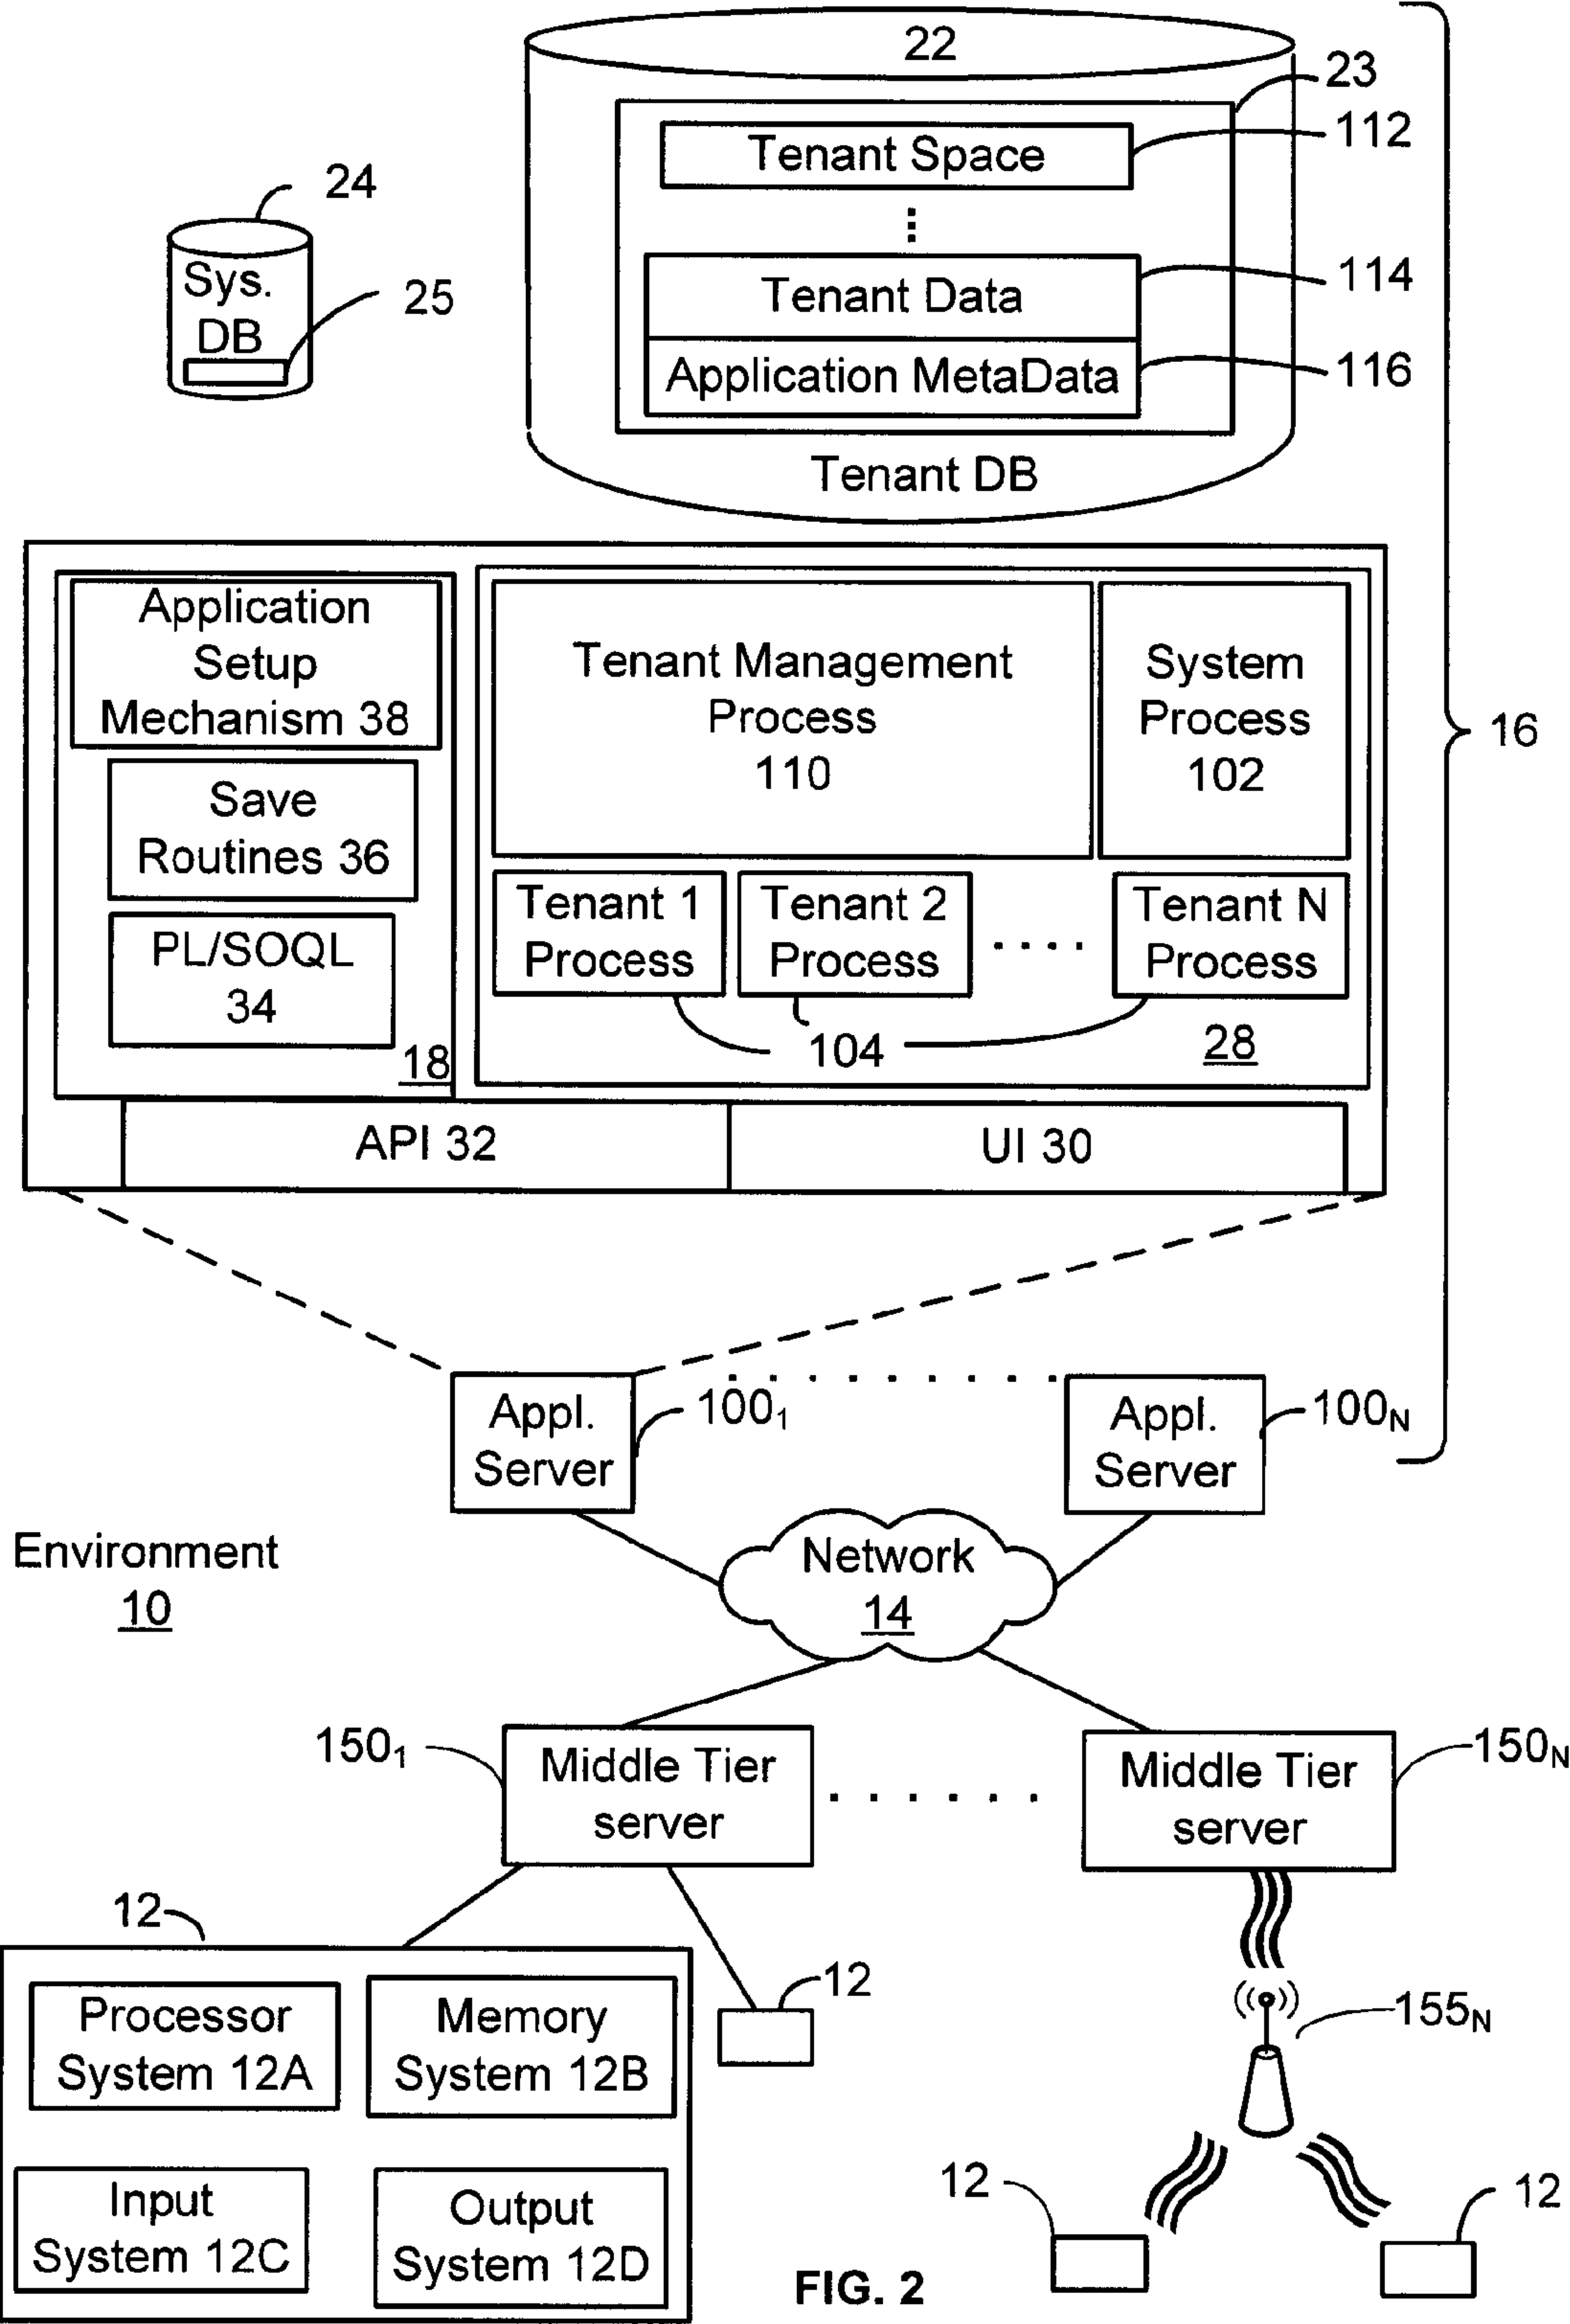 22
23
Tenant Space
112
24
Sys.
DB
25
Tenant Data
114
Application MetaData
116
Tenant DB
Application
Setup
Mechanism 38
Tenant Management
Process
110
System
Process
102
16
Save
Routines 36
Tenant 1
Process
Tenant 2
Process
....
Tenant N
Process
PL/SOQL
34
18
104
28
API 32
UI 30
Appl.
Server
100₁
Appl.
Server
100N
Environment
10
Network
14
150₁
Middle Tier
server
Middle Tier
server
150N
12
Processor
System 12A
Memory
System 12B
12
155N
Input
System 12C
Output
System 12D
12
12
FIG. 2